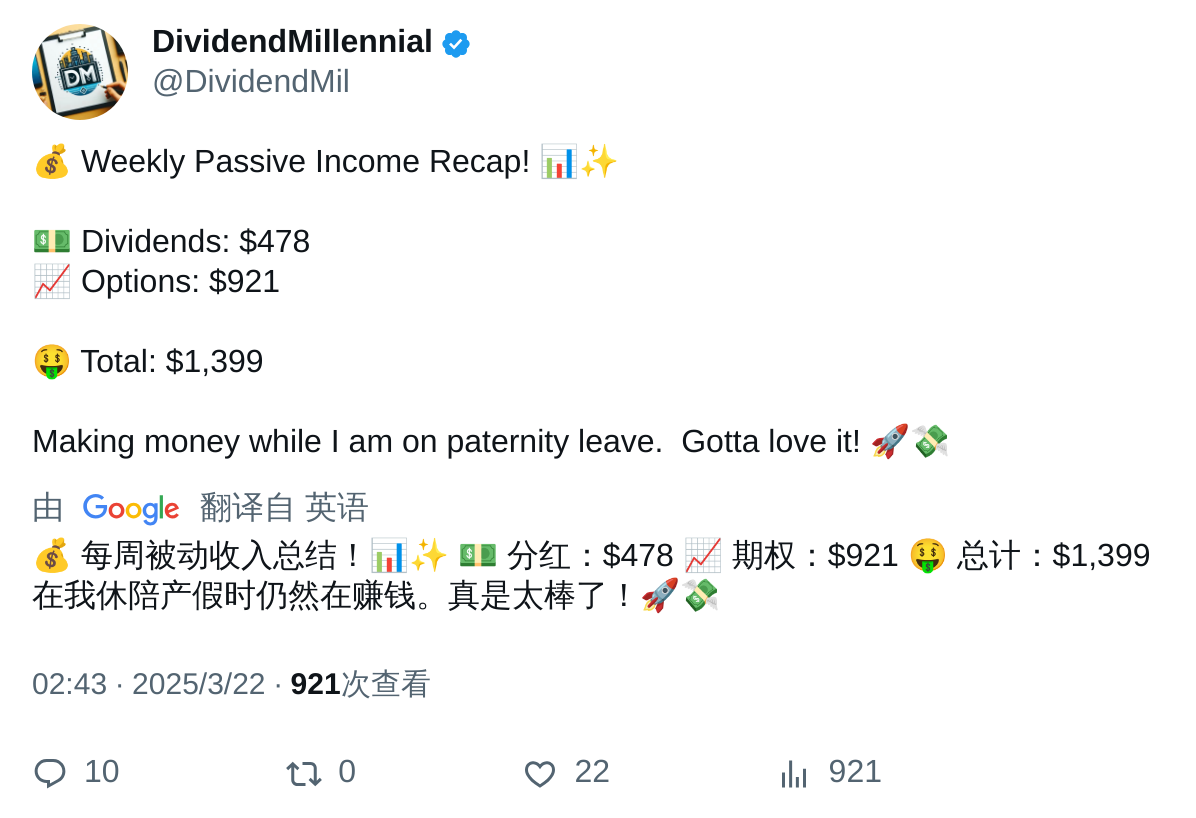 DM
DividendMillennial
@DividendMil
💰 Weekly Passive Income Recap! 📊✨
💵 Dividends: $478
📈 Options: $921
🤑 Total: $1,399
Making money while I am on paternity leave.  Gotta love it! 🚀💸
由 Google 翻译自 英语
💰 每周被动收入总结！📊✨ 💵 分红：$478 📈 期权：$921 🤑 总计：$1,399
在我休陪产假时仍然在赚钱。真是太棒了！🚀💸
02:43 · 2025/3/22 · 921次查看
10 0 22 921